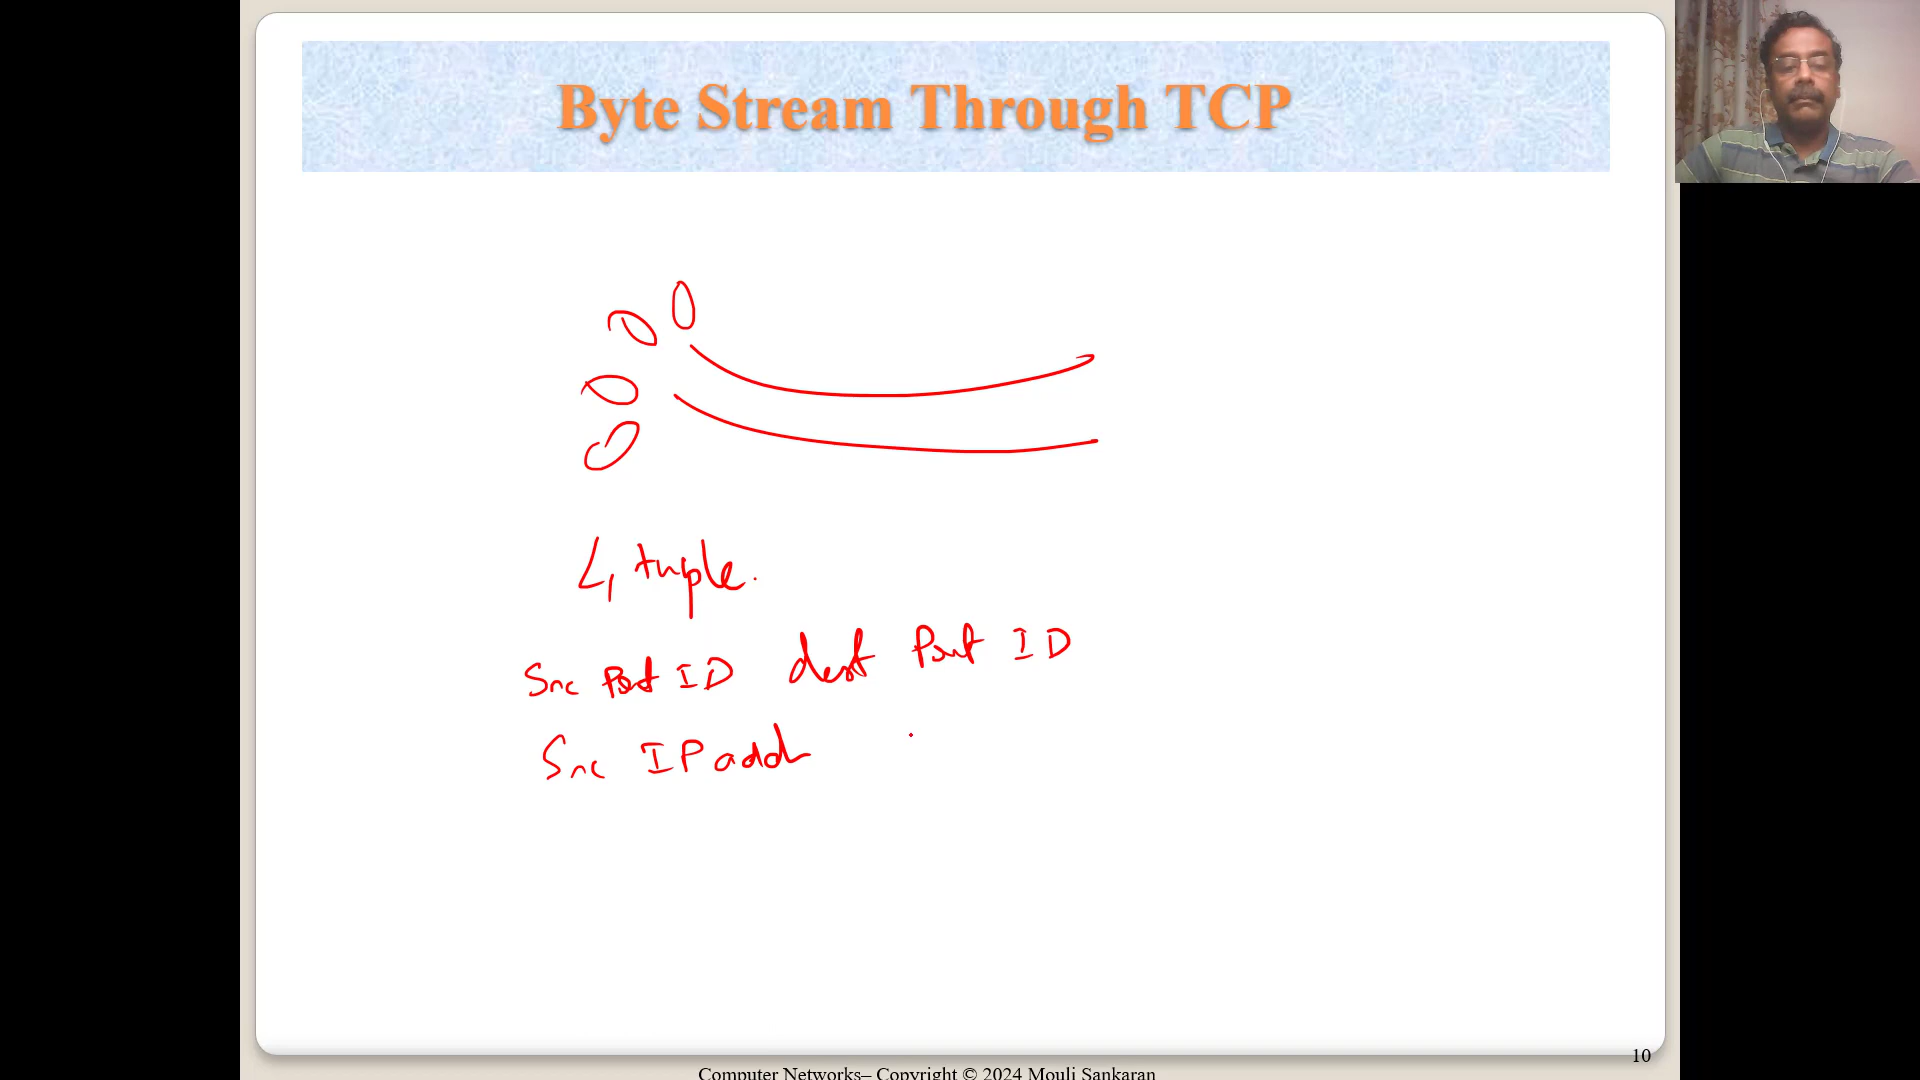 Byte Stream Through TCP
4 tuple.
Src Port ID dest Port ID
Src IP add
10
Computer Networks– Copyright © 2024 Mouli Sankaran